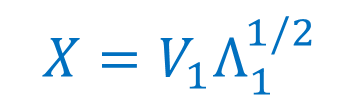 X = V₁Λ₁^{1/2}